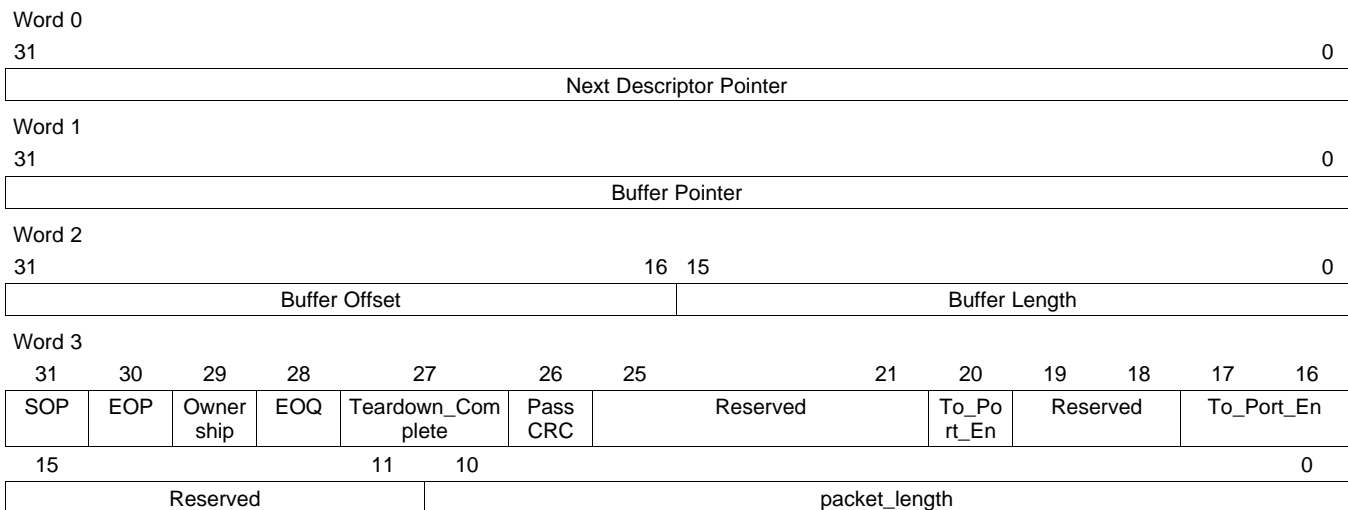 Word 0
31 0
Next Descriptor Pointer
Word 1
31 0
Buffer Pointer
Word 2
31 16 15 0
Buffer Offset Buffer Length
Word 3
31 30 29 28 27 26 25 21 20 19 18 17 16
SOP EOP Owner EOQ Teardown_Com Pass Reserved To_Po Reserved To_Port_En
ship plete CRC rt_En
15 11 10 0
Reserved packet_length